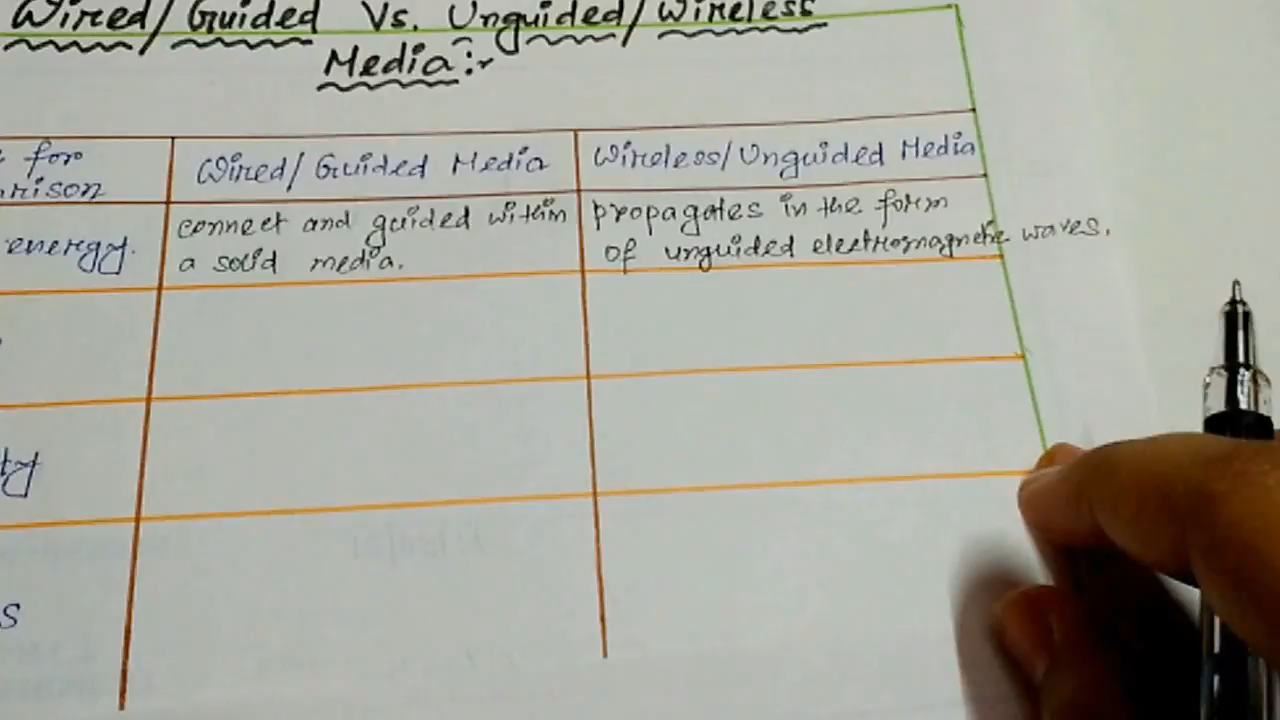 Wired/Guided Vs. Unguided/Wireless
Media:-
for Wired/Guided Media Wireless/Unguided Media
rison
energy. connect and guided within propagates in the form
a solid media. of unguided electromagnetic waves.
s